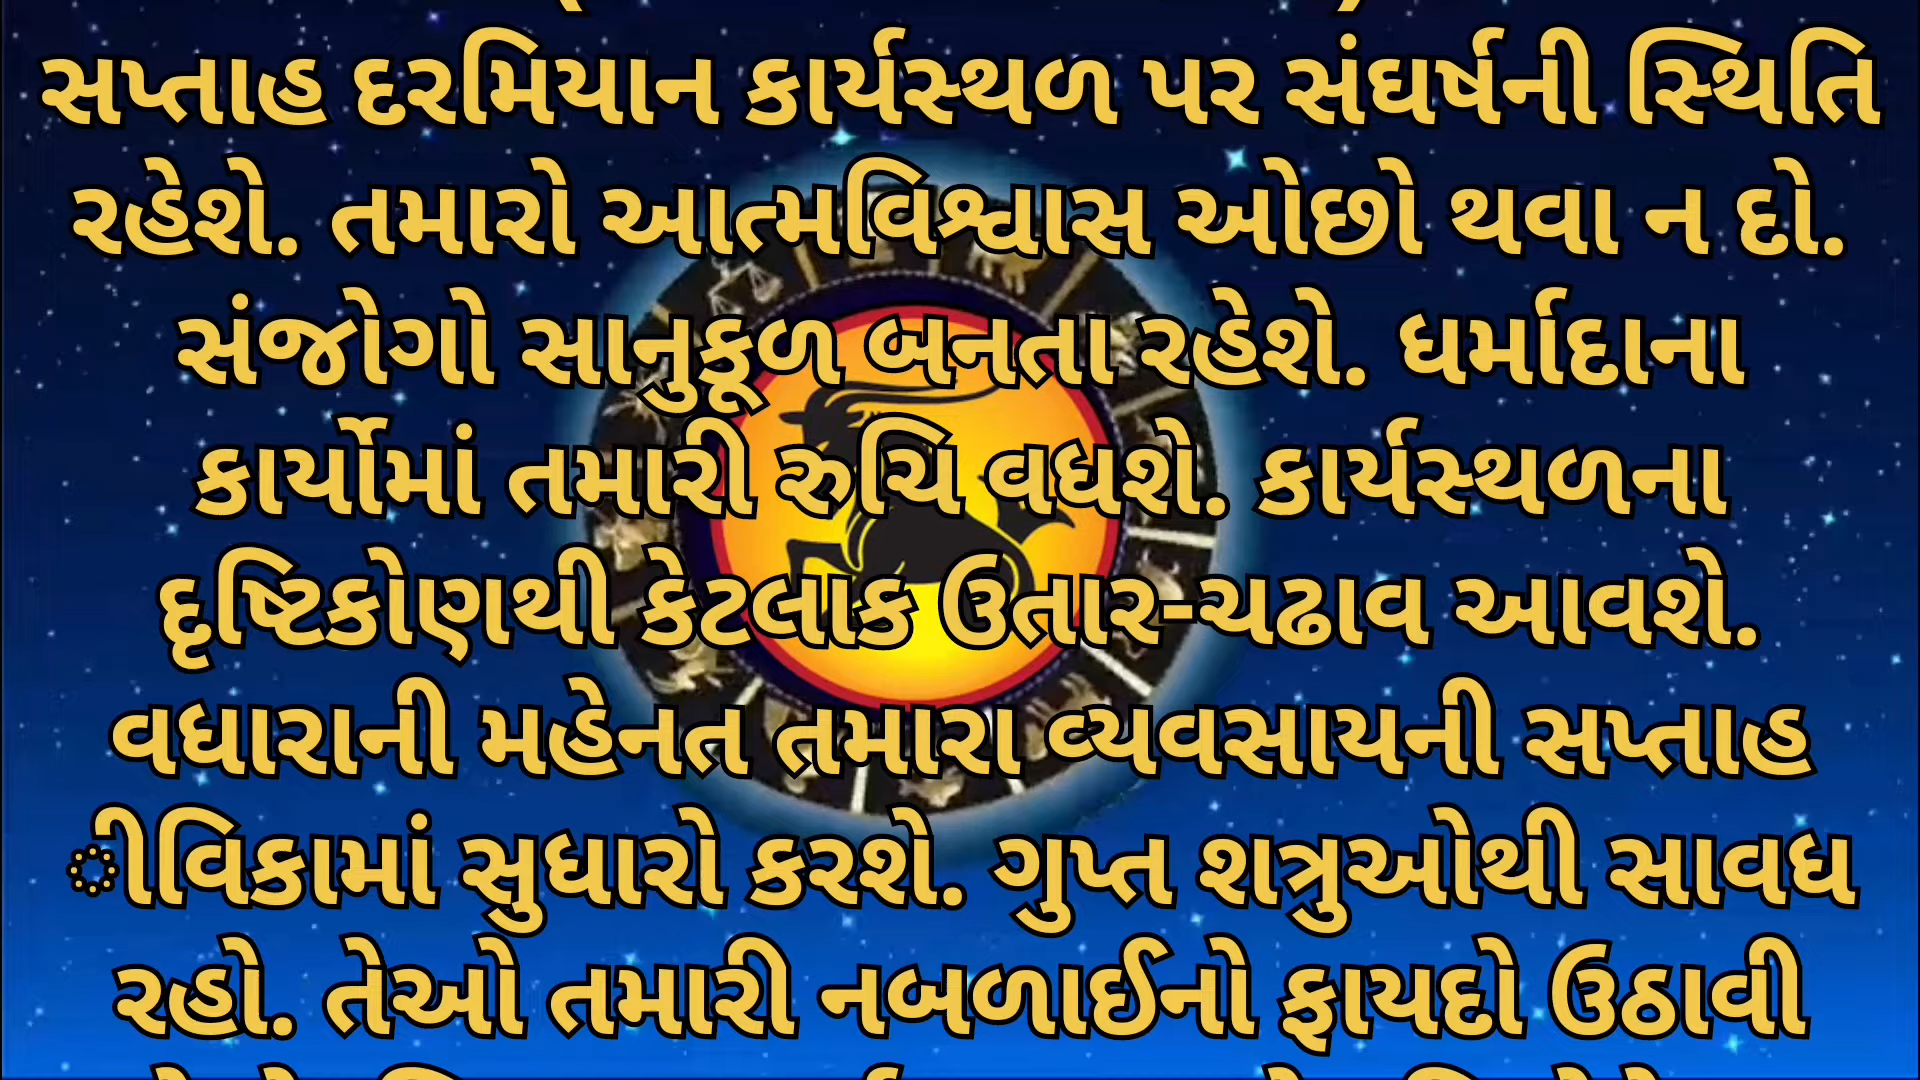 સપ્તાહ દરમિયાન કાર્યસ્થળ પર સંઘર્ષની સ્થિતિ
રહેશે. તમારો આત્મવિશ્વાસ ઓછો થવા ન દો.
સંજોગો સાનુકૂળ બનતા રહેશે. ધર્માદાના
કાર્યોમાં તમારી રુચિ વધશે. કાર્યસ્થળના
દૃષ્ટિકોણથી કેટલાક ઉતાર-ચઢાવ આવશે.
વધારાની મહેનત તમારા વ્યવસાયની સપ્તાહ
ીવિકામાં સુધારો કરશે. ગુપ્ત શત્રુઓથી સાવધ
રહો. તેઓ તમારી નબળાઈનો ફાયદો ઉઠાવી